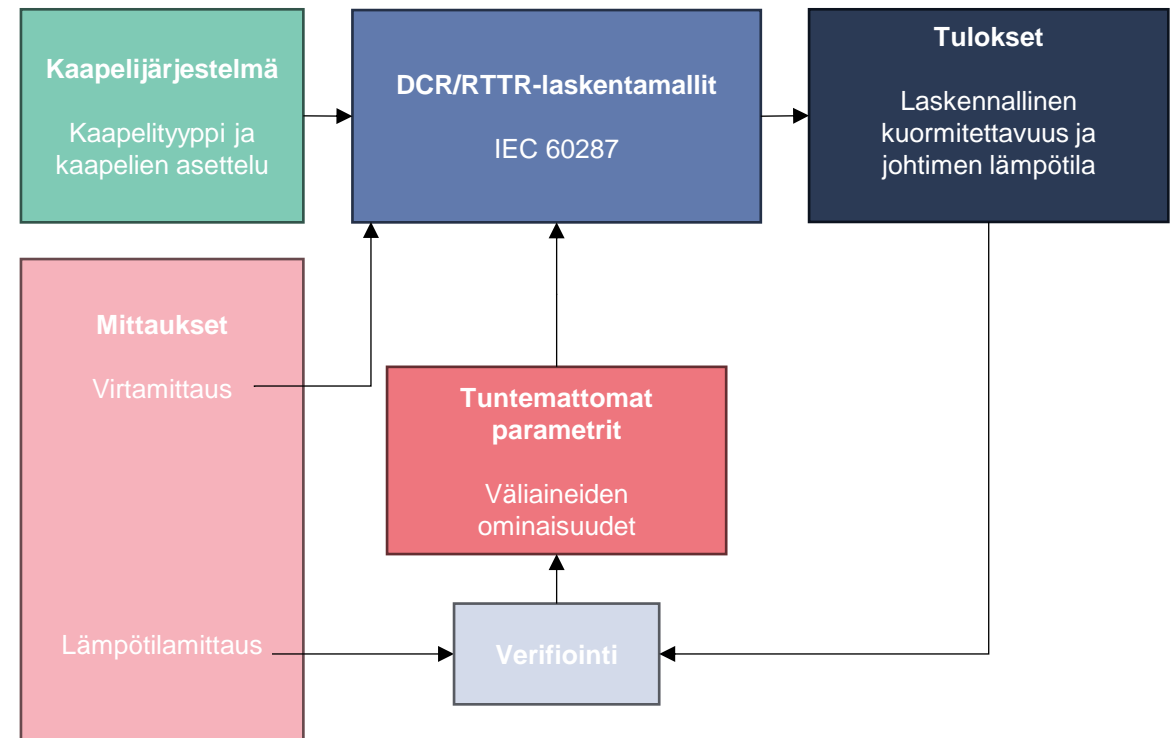 Kaapelijärjestelmä
Kaapelityyppi ja
kaapelien asettelu
DCR/RTTR-laskentamallit
IEC 60287
Tulokset
Laskennallinen
kuormitettavuus ja
johtimen lämpötila
Mittaukset
Virtamittaus
Tuntemattomat
parametrit
Väliaineiden
ominaisuudet
Lämpötilamittaus
Verifiointi